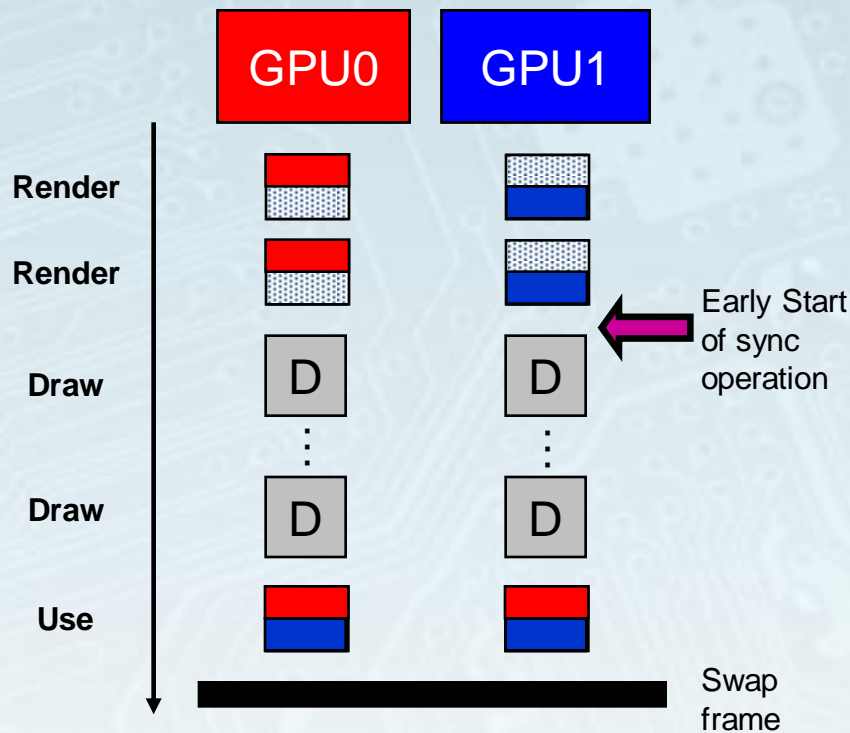 GPU0
GPU1
Render
Render
Early Start
of sync
operation
Draw
D
D
Draw
D
D
Use
Swap
frame